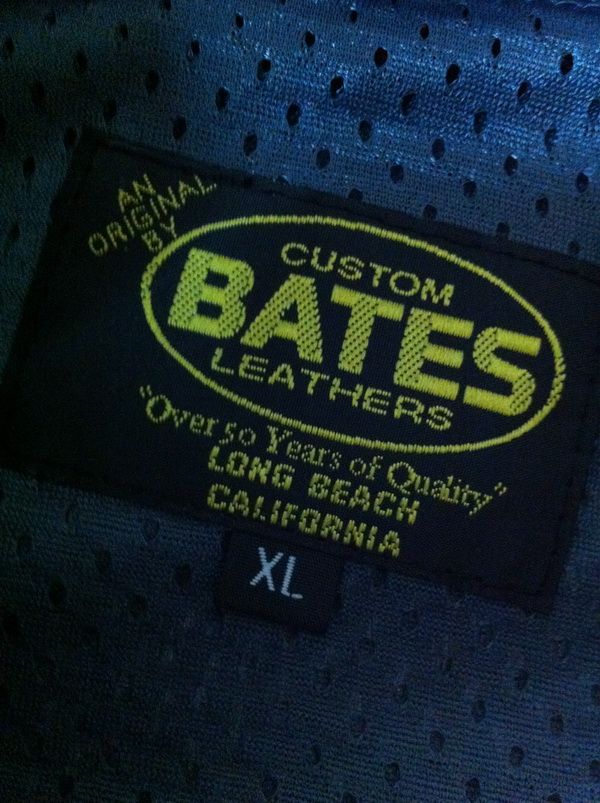 AN
ORIGINAL
BY
CUSTOM
BATES
LEATHERS
"Over 50 Years of Quality"
LONG BEACH
CALIFORNIA
XL